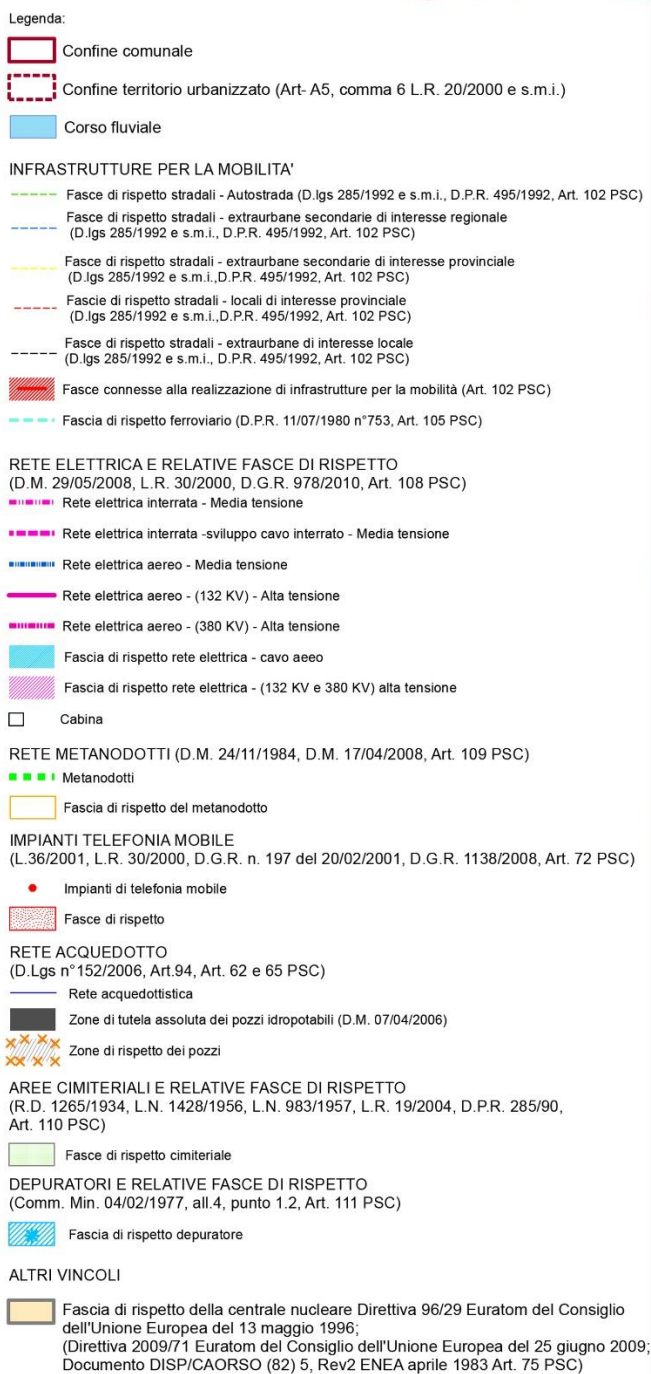 Legenda:
Confine comunale
Confine territorio urbanizzato (Art- A5, comma 6 L.R. 20/2000 e s.m.i.)
Corso fluviale
INFRASTRUTTURE PER LA MOBILITA'
Fasce di rispetto stradali - Autostrada (D.lgs 285/1992 e s.m.i., D.P.R. 495/1992, Art. 102 PSC)
Fasce di rispetto stradali - extraurbane secondarie di interesse regionale
(D.lgs 285/1992 e s.m.i., D.P.R. 495/1992, Art. 102 PSC)
Fasce di rispetto stradali - extraurbane secondarie di interesse provinciale
(D.lgs 285/1992 e s.m.i.,D.P.R. 495/1992, Art. 102 PSC)
Fascie di rispetto stradali - locali di interesse provinciale
(D.lgs 285/1992 e s.m.i.,D.P.R. 495/1992, Art. 102 PSC)
Fasce di rispetto stradali - extraurbane di interesse locale
(D.lgs 285/1992 e s.m.i., D.P.R. 495/1992, Art. 102 PSC)
Fasce connesse alla realizzazione di infrastrutture per la mobilità (Art. 102 PSC)
Fascia di rispetto ferroviario (D.P.R. 11/07/1980 n°753, Art. 105 PSC)
RETE ELETTRICA E RELATIVE FASCE DI RISPETTO
(D.M. 29/05/2008, L.R. 30/2000, D.G.R. 978/2010, Art. 108 PSC)
Rete elettrica interrata - Media tensione
Rete elettrica interrata -sviluppo cavo interrato - Media tensione
Rete elettrica aereo - Media tensione
Rete elettrica aereo - (132 KV) - Alta tensione
Rete elettrica aereo - (380 KV) - Alta tensione
Fascia di rispetto rete elettrica - cavo aeeo
Fascia di rispetto rete elettrica - (132 KV e 380 KV) alta tensione
Cabina
RETE METANODOTTI (D.M. 24/11/1984, D.M. 17/04/2008, Art. 109 PSC)
Metanodotti
Fascia di rispetto del metanodotto
IMPIANTI TELEFONIA MOBILE
(L.36/2001, L.R. 30/2000, D.G.R. n. 197 del 20/02/2001, D.G.R. 1138/2008, Art. 72 PSC)
Impianti di telefonia mobile
Fasce di rispetto
RETE ACQUEDOTTO
(D.Lgs n°152/2006, Art.94, Art. 62 e 65 PSC)
Rete acquedottistica
Zone di tutela assoluta dei pozzi idropotabili (D.M. 07/04/2006)
Zone di rispetto dei pozzi
AREE CIMITERIALI E RELATIVE FASCE DI RISPETTO
(R.D. 1265/1934, L.N. 1428/1956, L.N. 983/1957, L.R. 19/2004, D.P.R. 285/90,
Art. 110 PSC)
Fasce di rispetto cimiteriale
DEPURATORI E RELATIVE FASCE DI RISPETTO
(Comm. Min. 04/02/1977, all.4, punto 1.2, Art. 111 PSC)
Fascia di rispetto depuratore
ALTRI VINCOLI
Fascia di rispetto della centrale nucleare Direttiva 96/29 Euratom del Consiglio
dell'Unione Europea del 13 maggio 1996;
(Direttiva 2009/71 Euratom del Consiglio dell'Unione Europea del 25 giugno 2009;
Documento DISP/CAORSO (82) 5, Rev2 ENEA aprile 1983 Art. 75 PSC)